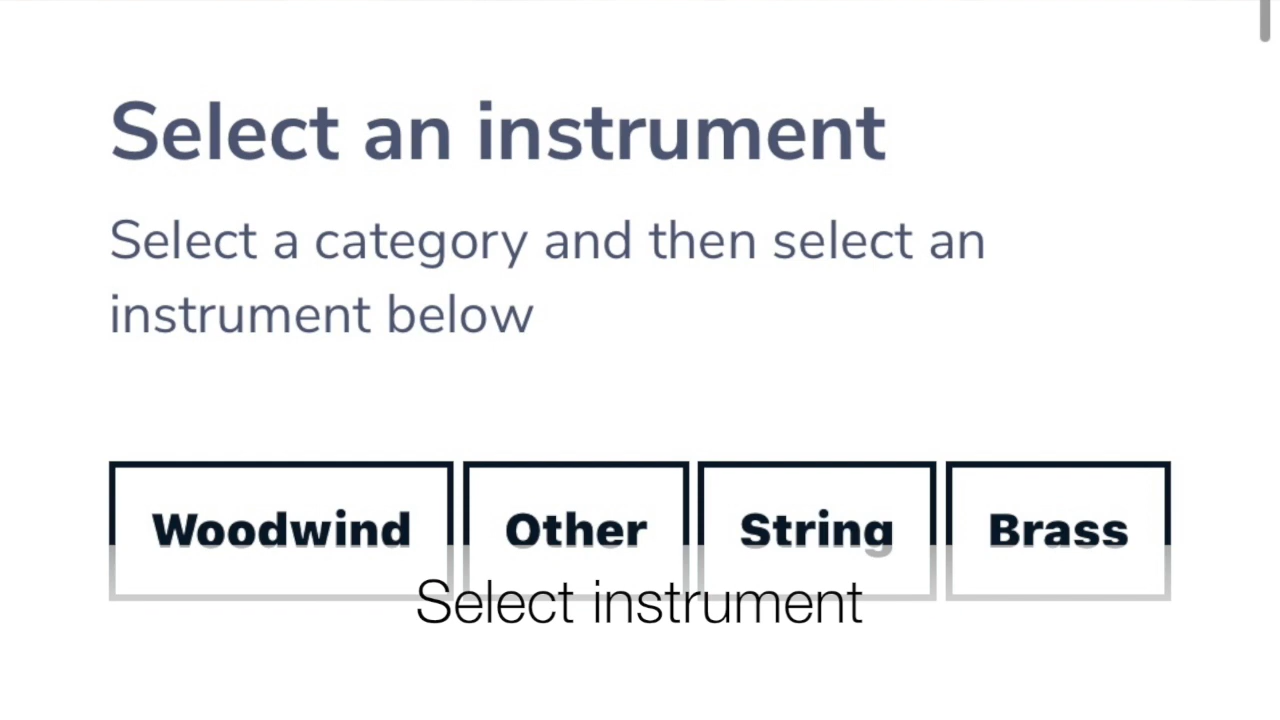 Select an instrument
Select a category and then select an
instrument below
Woodwind Other String Brass
Select instrument